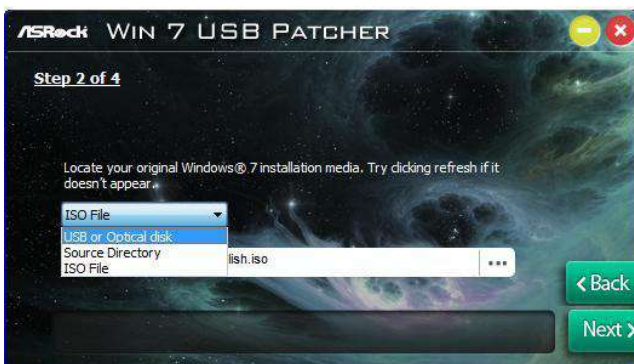 ASRock WIN 7 USB PATCHER
Step 2 of 4
Locate your original Windows® 7 installation media. Try clicking refresh if it
doesn't appear.
ISO File
USB or Optical disk
Source Directory
ISO File
lish.iso
...
< Back
Next >